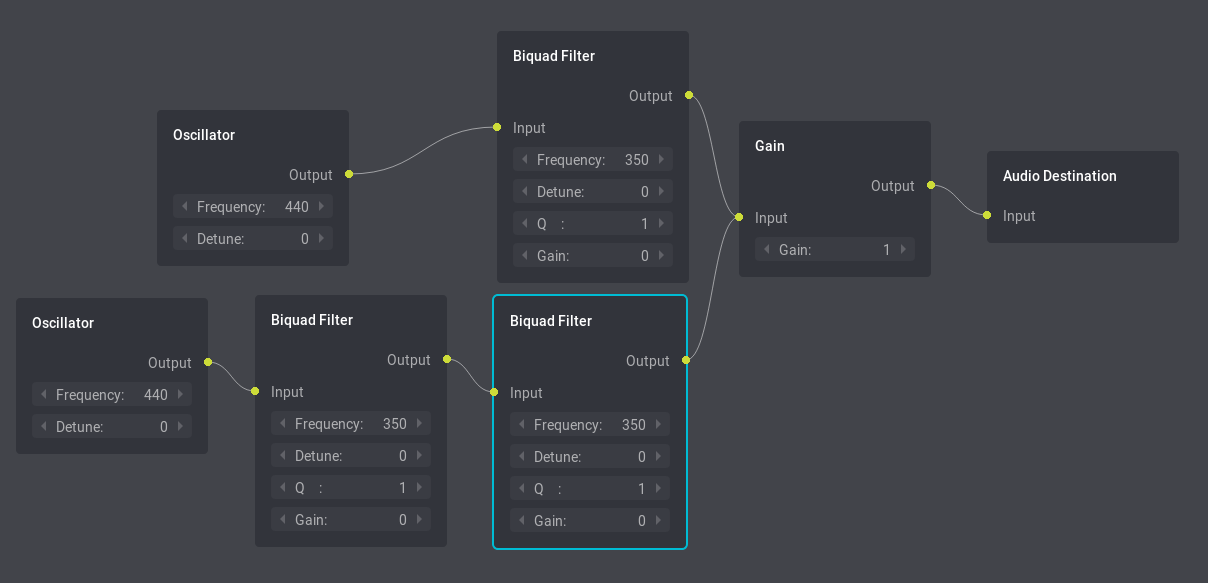 Oscillator
Output
Frequency: 440
Detune: 0
Biquad Filter
Output
Input
Frequency: 350
Detune: 0
Q : 1
Gain: 0
Gain
Output
Input
Gain: 1
Audio Destination
Input
Oscillator
Output
Frequency: 440
Detune: 0
Biquad Filter
Output
Input
Frequency: 350
Detune: 0
Q : 1
Gain: 0
Biquad Filter
Output
Input
Frequency: 350
Detune: 0
Q : 1
Gain: 0